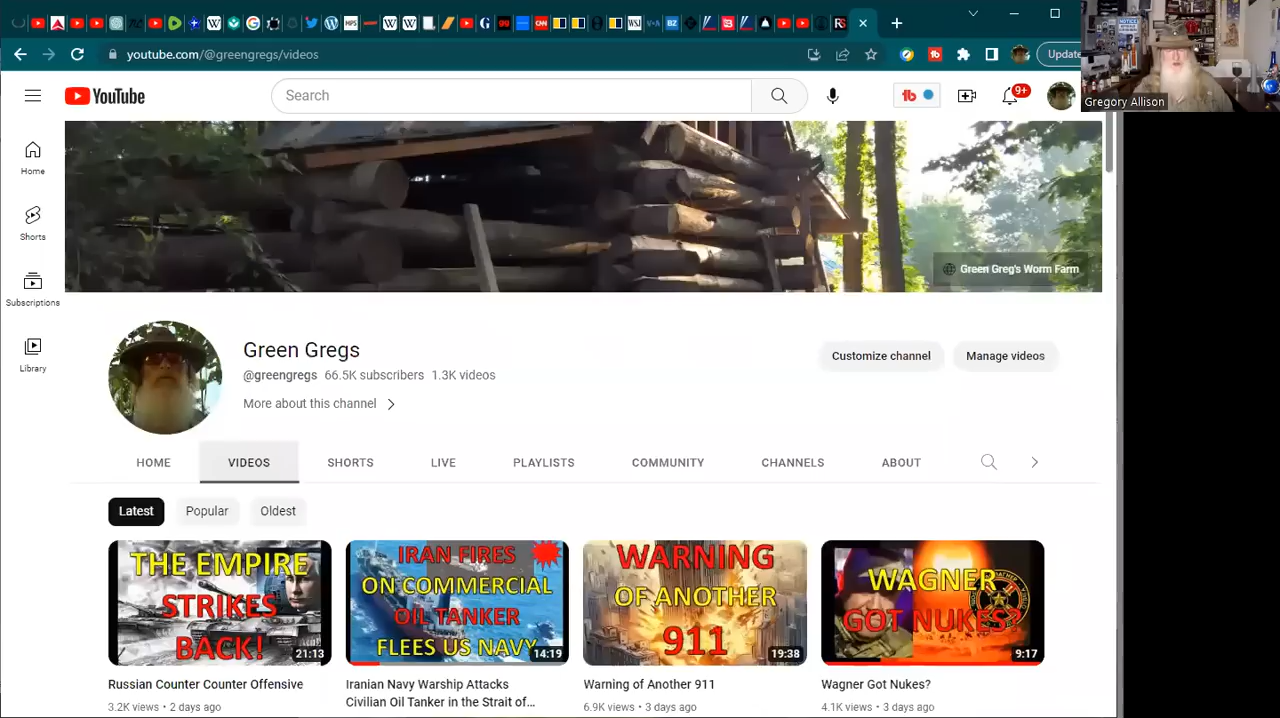 youtube.com/@greengregs/videos
Update
Gregory Allison
YouTube
Search
9+
Home
Shorts
Subscriptions
Library
Green Greg's Worm Farm
Green Gregs
@greengregs 66.5K subscribers 1.3K videos
More about this channel
Customize channel
Manage videos
HOME VIDEOS SHORTS LIVE PLAYLISTS COMMUNITY CHANNELS ABOUT
Latest Popular Oldest
THE EMPIRE
STRIKES
BACK!
21:13
IRAN FIRES
ON COMMERCIAL
OIL TANKER
FLEES US NAVY
14:19
WARNING
OF ANOTHER
911
19:38
WAGNER
GOT NUKES?
9:17
Russian Counter Counter Offensive
3.2K views • 2 days ago
Iranian Navy Warship Attacks
Civilian Oil Tanker in the Strait of...
Warning of Another 911
6.9K views • 3 days ago
Wagner Got Nukes?
4.1K views • 3 days ago